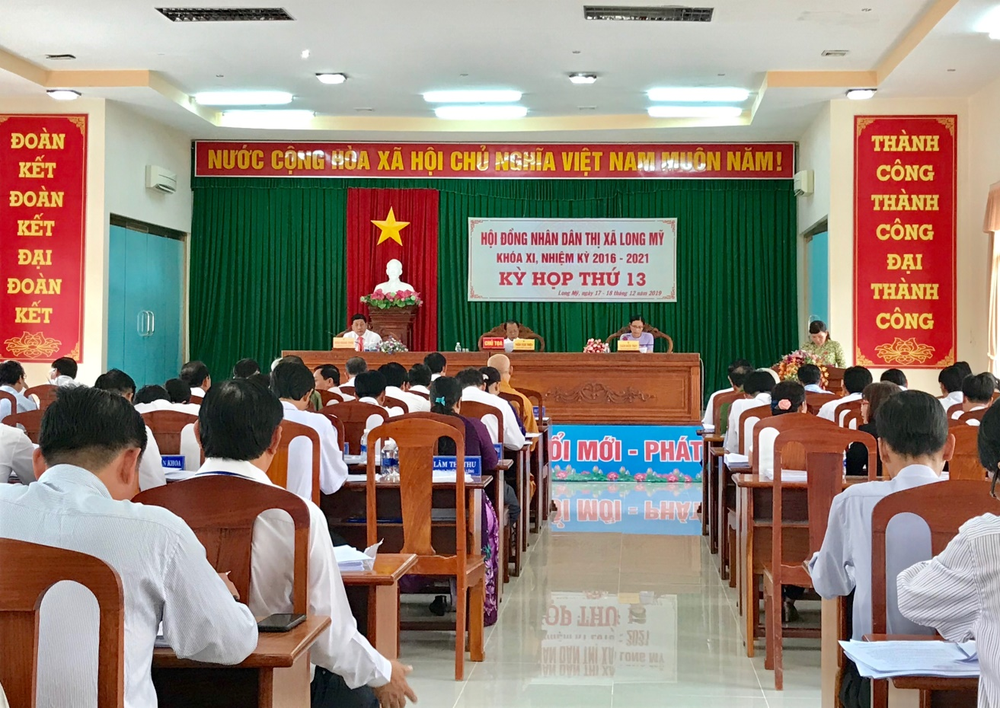 NƯỚC CỘNG HÒA XÃ HỘI CHỦ NGHĨA VIỆT NAM MUÔN NĂM!
ĐOÀN
KẾT
ĐOÀN
KẾT
ĐẠI
ĐOÀN
KẾT
HỘI ĐỒNG NHÂN DÂN THỊ XÃ LONG MỸ
KHÓA XI, NHIỆM KỲ 2016 - 2021
KỲ HỌP THỨ 13
Long Mỹ, ngày 17 - 18 tháng 12 năm 2019
THÀNH
CÔNG
THÀNH
CÔNG
ĐẠI
THÀNH
CÔNG
CHỦ TỌA
ỔI MỚI - PHÁT
KHOA
LÂM THỊ THU